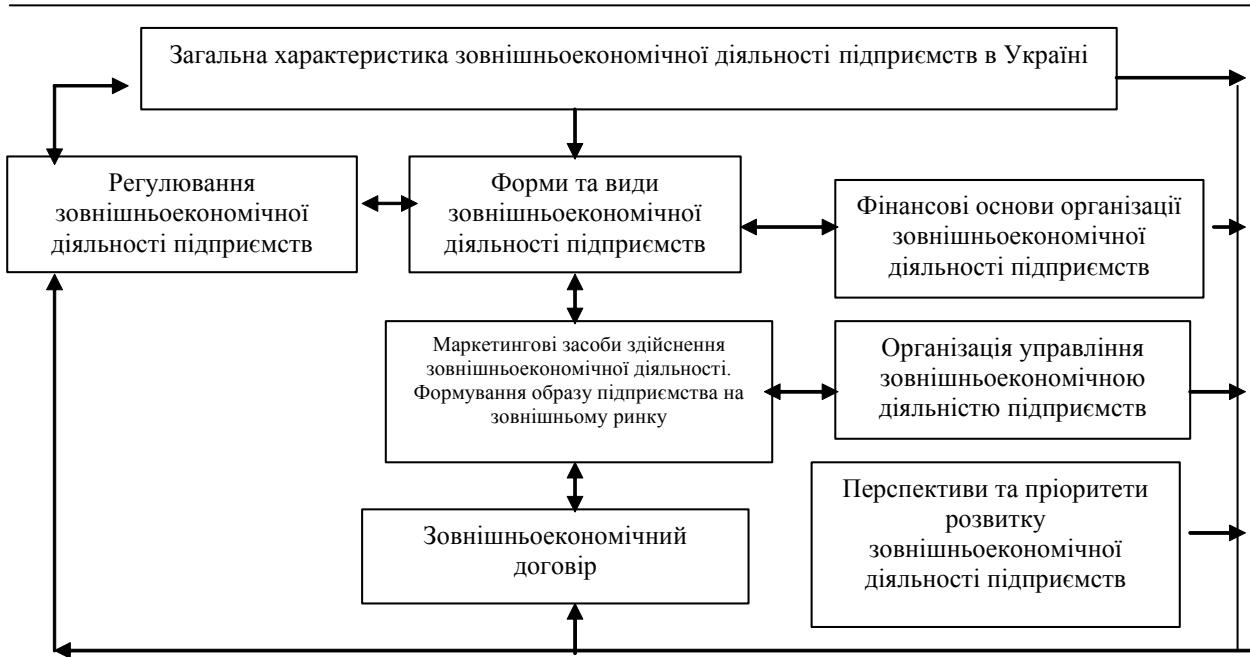 Загальна характеристика зовнішньоекономічної діяльності підприємств в Україні
Регулювання
зовнішньоекономічної
діяльності підприємств
Форми та види
зовнішньоекономічної
діяльності підприємств
Фінансові основи організації
зовнішньоекономічної
діяльності підприємств
Маркетингові засоби здійснення
зовнішньоекономічної діяльності.
Формування образу підприємства на
зовнішньому ринку
Організація управління
зовнішньоекономічною
діяльністю підприємств
Перспективи та пріоритети
розвитку
зовнішньоекономічної
діяльності підприємств
Зовнішньоекономічний
договір